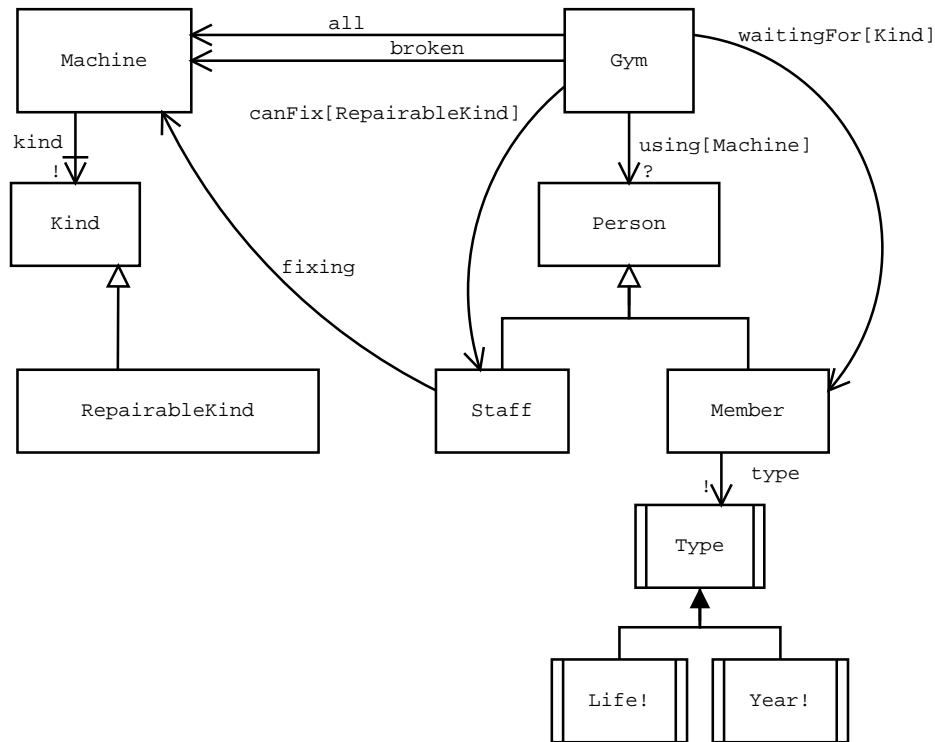 all
waitingFor[Kind]
Machine
broken
Gym
canFix[RepairableKind]
kind
using[Machine]
!
?
Kind
Person
fixing
RepairableKind
Staff
Member
type
!
Type
Life!
Year!